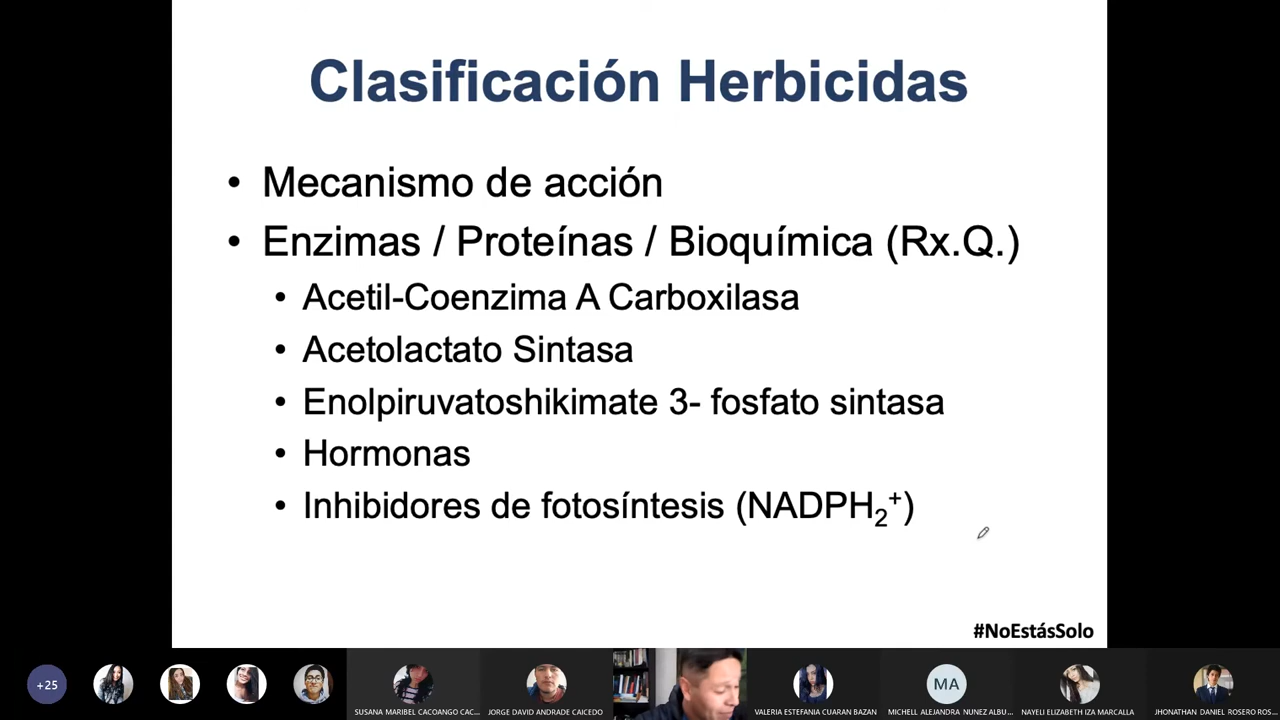 Clasificación Herbicidas
• Mecanismo de acción
• Enzimas / Proteínas / Bioquímica (Rx.Q.)
• Acetil-Coenzima A Carboxilasa
• Acetolactato Sintasa
• Enolpiruvatoshikimate 3- fosfato sintasa
• Hormonas
• Inhibidores de fotosíntesis (NADPH₂⁺)
#NoEstásSolo
+25
MA
SUSANA MARIBEL CACOANGO CAC...
JORGE DAVID ANDRADE CAICEDO
VALERIA ESTEFANIA CUARAN BAZAN
MICHELL ALEJANDRA NUNEZ ALBU...
NAYELI ELIZABETH IZA MARCALLA
JHONATHAN DANIEL ROSERO ROS...